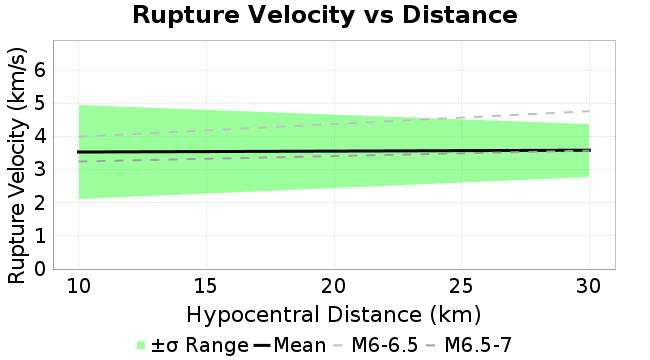 Rupture Velocity vs Distance
Rupture Velocity (km/s)
6
5
4
3
2
1
0
10 15 20 25 30
Hypocentral Distance (km)
±σ Range Mean M6-6.5 M6.5-7